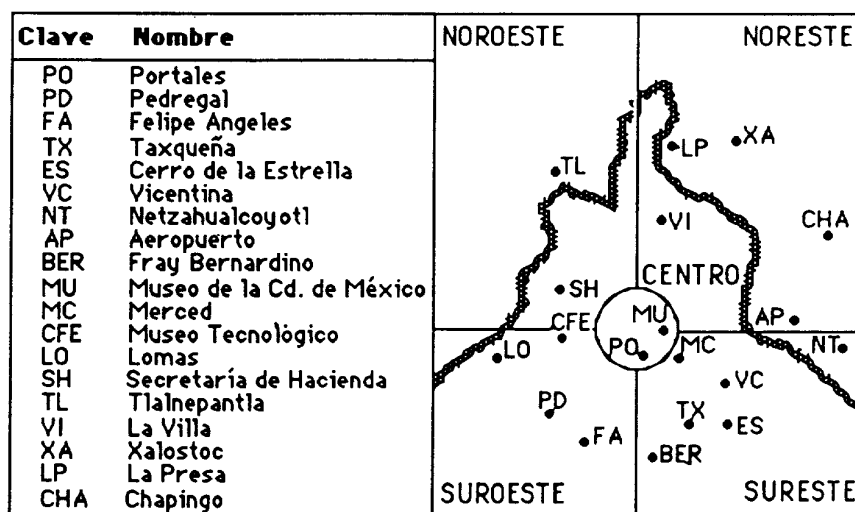 Clave Nombre
PO Portales
PD Pedregal
FA Felipe Angeles
TX Taxqueña
ES Cerro de la Estrella
VC Vicentina
NT Netzahualcoyotl
AP Aeropuerto
BER Fray Bernardino
MU Museo de la Cd. de México
MC Merced
CFE Museo Tecnològico
LO Lomas
SH Secretaría de Hacienda
TL Tlalnepantla
VI La Villa
XA Xalostoc
LP La Presa
CHA Chapingo
NOROESTE NORESTE
XA
LP
TL
VI CHA
CENTRO
SH
CFE MU AP
LO PO MC NT
VC
PD TX ES
FA BER
SUROESTE SURESTE